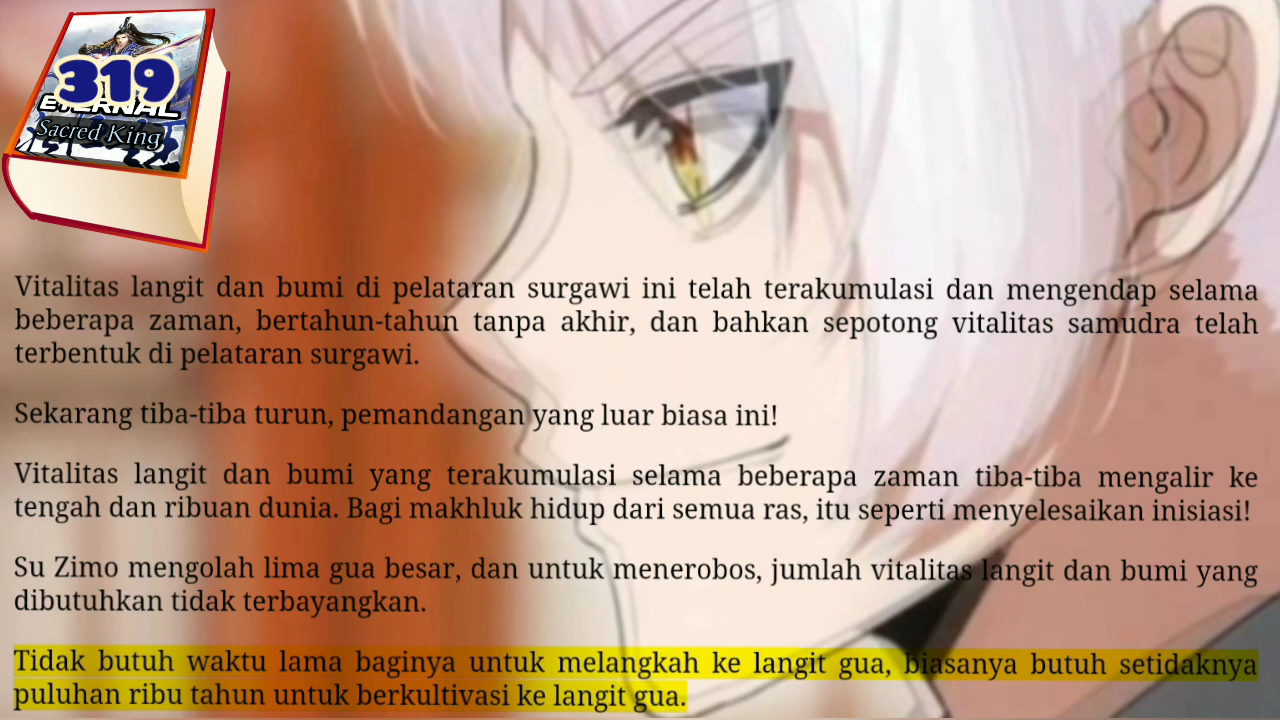 319
ETERNAL
Sacred King
Vitalitas langit dan bumi di pelataran surgawi ini telah terakumulasi dan mengendap selama
beberapa zaman, bertahun-tahun tanpa akhir, dan bahkan sepotong vitalitas samudra telah
terbentuk di pelataran surgawi.
Sekarang tiba-tiba turun, pemandangan yang luar biasa ini!
Vitalitas langit dan bumi yang terakumulasi selama beberapa zaman tiba-tiba mengalir ke
tengah dan ribuan dunia. Bagi makhluk hidup dari semua ras, itu seperti menyelesaikan inisiasi!
Su Zimo mengolah lima gua besar, dan untuk menerobos, jumlah vitalitas langit dan bumi yang
dibutuhkan tidak terbayangkan.
Tidak butuh waktu lama baginya untuk melangkah ke langit gua, biasanya butuh setidaknya
puluhan ribu tahun untuk berkultivasi ke langit gua.